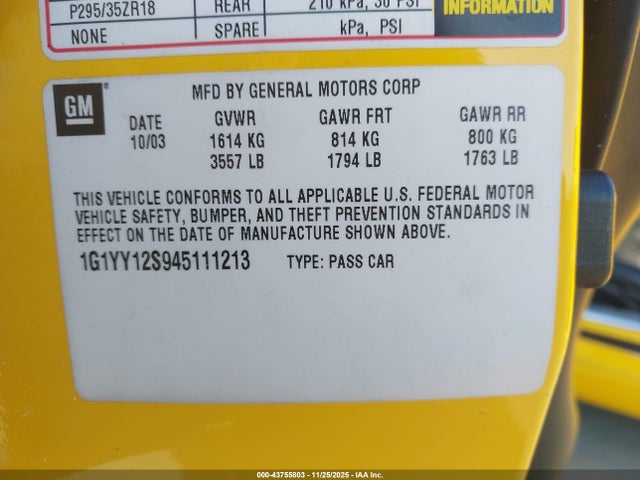 P295/35ZR18 REAR 210 kPa, 30 PSI
NONE SPARE kPa, PSI
INFORMATION
GM ®
MFD BY GENERAL MOTORS CORP
DATE GVWR GAWR FRT GAWR RR
10/03 1614 KG 814 KG 800 KG
3557 LB 1794 LB 1763 LB
THIS VEHICLE CONFORMS TO ALL APPLICABLE U.S. FEDERAL MOTOR
VEHICLE SAFETY, BUMPER, AND THEFT PREVENTION STANDARDS IN
EFFECT ON THE DATE OF MANUFACTURE SHOWN ABOVE.
1G1YY12S945111213 TYPE: PASS CAR
000-43755803 - 11/25/2025 - IAA Inc.